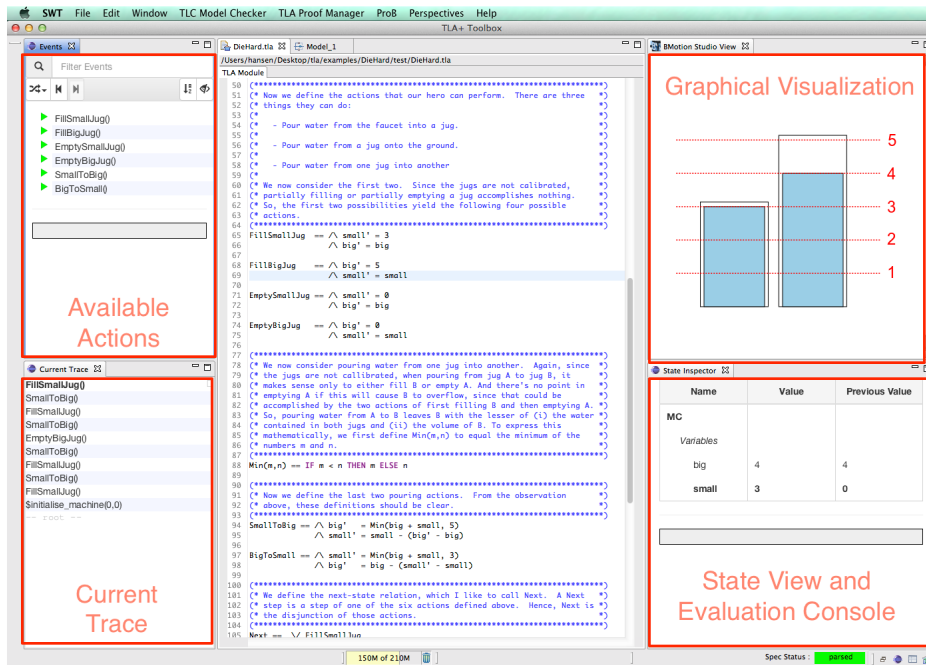 SWT File Edit Window TLC Model Checker TLA Proof Manager ProB Perspectives Help
TLA+ Toolbox
Events
Filter Events
FillSmallJug()
FillBigJug()
EmptySmallJug()
EmptyBigJug()
SmallToBig()
BigToSmall()
Available
Actions
Current Trace
FillSmallJug()
SmallToBig()
FillSmallJug()
SmallToBig()
EmptyBigJug()
SmallToBig()
FillSmallJug()
SmallToBig()
FillSmallJug()
$initialise_machine(0,0)
-- root --
Current
Trace
DieHard.tla Model_1
/Users/hansen/Desktop/tla/examples/DieHard/test/DieHard.tla
TLA Module
50 (***************************************************************************)
51 (* Now we define the actions that our hero can perform. There are three *)
52 (* things they can do: *)
53 (* *)
54 (* - Pour water from the faucet into a jug. *)
55 (* *)
56 (* - Pour water from a jug onto the ground. *)
57 (* *)
58 (* - Pour water from one jug into another *)
59 (* *)
60 (* We now consider the first two. Since the jugs are not calibrated, *)
61 (* partially filling or partially emptying a jug accomplishes nothing. *)
62 (* So, the first two possibilities yield the following four possible *)
63 (* actions. *)
64 (***************************************************************************)
65 FillSmallJug == /\ small' = 3
66 /\ big' = big
67
68 FillBigJug == /\ big' = 5
69 /\ small' = small
70
71 EmptySmallJug == /\ small' = 0
72 /\ big' = big
73
74 EmptyBigJug == /\ big' = 0
75 /\ small' = small
76
77 (***************************************************************************)
78 (* We now consider pouring water from one jug into another. Again, since *)
79 (* the jugs are not calibrated, when pouring from jug A to jug B, it *)
80 (* makes sense only to either fill B or empty A. And there's no point in *)
81 (* emptying A if this will cause B to overflow, since that could be *)
82 (* accomplished by the two actions of first filling B and then emptying A. *)
83 (* So, pouring water from A to B leaves B with the lesser of (i) the water *)
84 (* contained in both jugs and (ii) the volume of B. To express this *)
85 (* mathematically, we first define Min(m,n) to equal the minimum of the *)
86 (* numbers m and n. *)
87 (***************************************************************************)
88 Min(m,n) == IF m < n THEN m ELSE n
89
90 (***************************************************************************)
91 (* Now we define the last two pouring actions. From the observation *)
92 (* above, these definitions should be clear. *)
93 (***************************************************************************)
94 SmallToBig == /\ big' = Min(big + small, 5)
95 /\ small' = small - (big' - big)
96
97 BigToSmall == /\ small' = Min(big + small, 3)
98 /\ big' = big - (small' - small)
99
100 (***************************************************************************)
101 (* We define the next-state relation, which I like to call Next. A Next *)
102 (* step is a step of one of the six actions defined above. Hence, Next is *)
103 (* the disjunction of those actions. *)
104 (***************************************************************************)
105 Next == \/ FillSmallJug
BMotion Studio View
Graphical Visualization
5
4
3
2
1
State Inspector
Name Value Previous Value
MC
Variables
big 4 4
small 3 0
State View and
Evaluation Console
150M of 210M
Spec Status : parsed